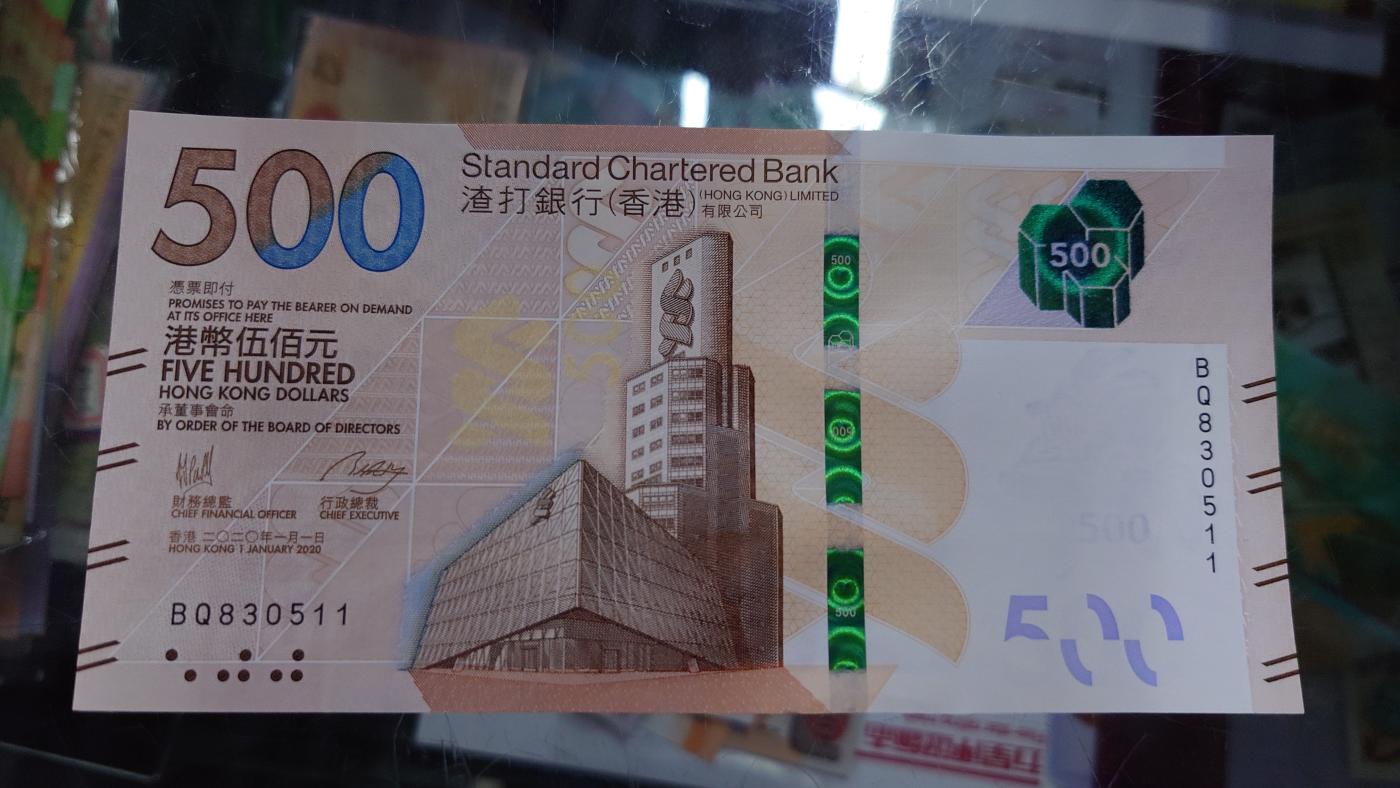 500
Standard Chartered Bank
渣打銀行(香港)(HONG KONG) LIMITED
有限公司
憑票即付
PROMISES TO PAY THE BEARER ON DEMAND
AT ITS OFFICE HERE
港幣伍佰元
FIVE HUNDRED
HONG KONG DOLLARS
承董事會命
BY ORDER OF THE BOARD OF DIRECTORS
財務總監
CHIEF FINANCIAL OFFICER
行政總裁
CHIEF EXECUTIVE
香港 二〇二〇年一月一日
HONG KONG 1 JANUARY 2020
BQ830511
500
500
500
500
500
BQ830511
500
500